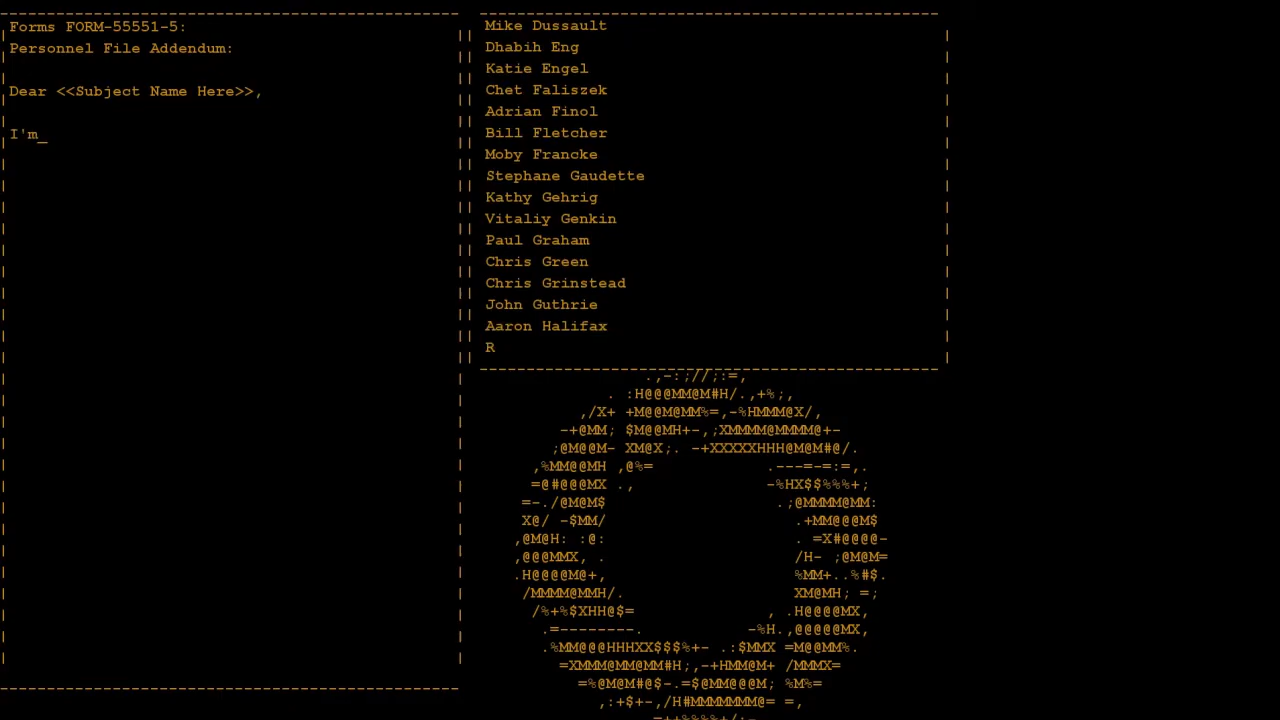 Forms FORM-55551-5:
Personnel File Addendum:
Dear <<Subject Name Here>>,
I'm_
Mike Dussault
Dhabih Eng
Katie Engel
Chet Faliszek
Adrian Finol
Bill Fletcher
Moby Francke
Stephane Gaudette
Kathy Gehrig
Vitaliy Genkin
Paul Graham
Chris Green
Chris Grinstead
John Guthrie
Aaron Halifax
R